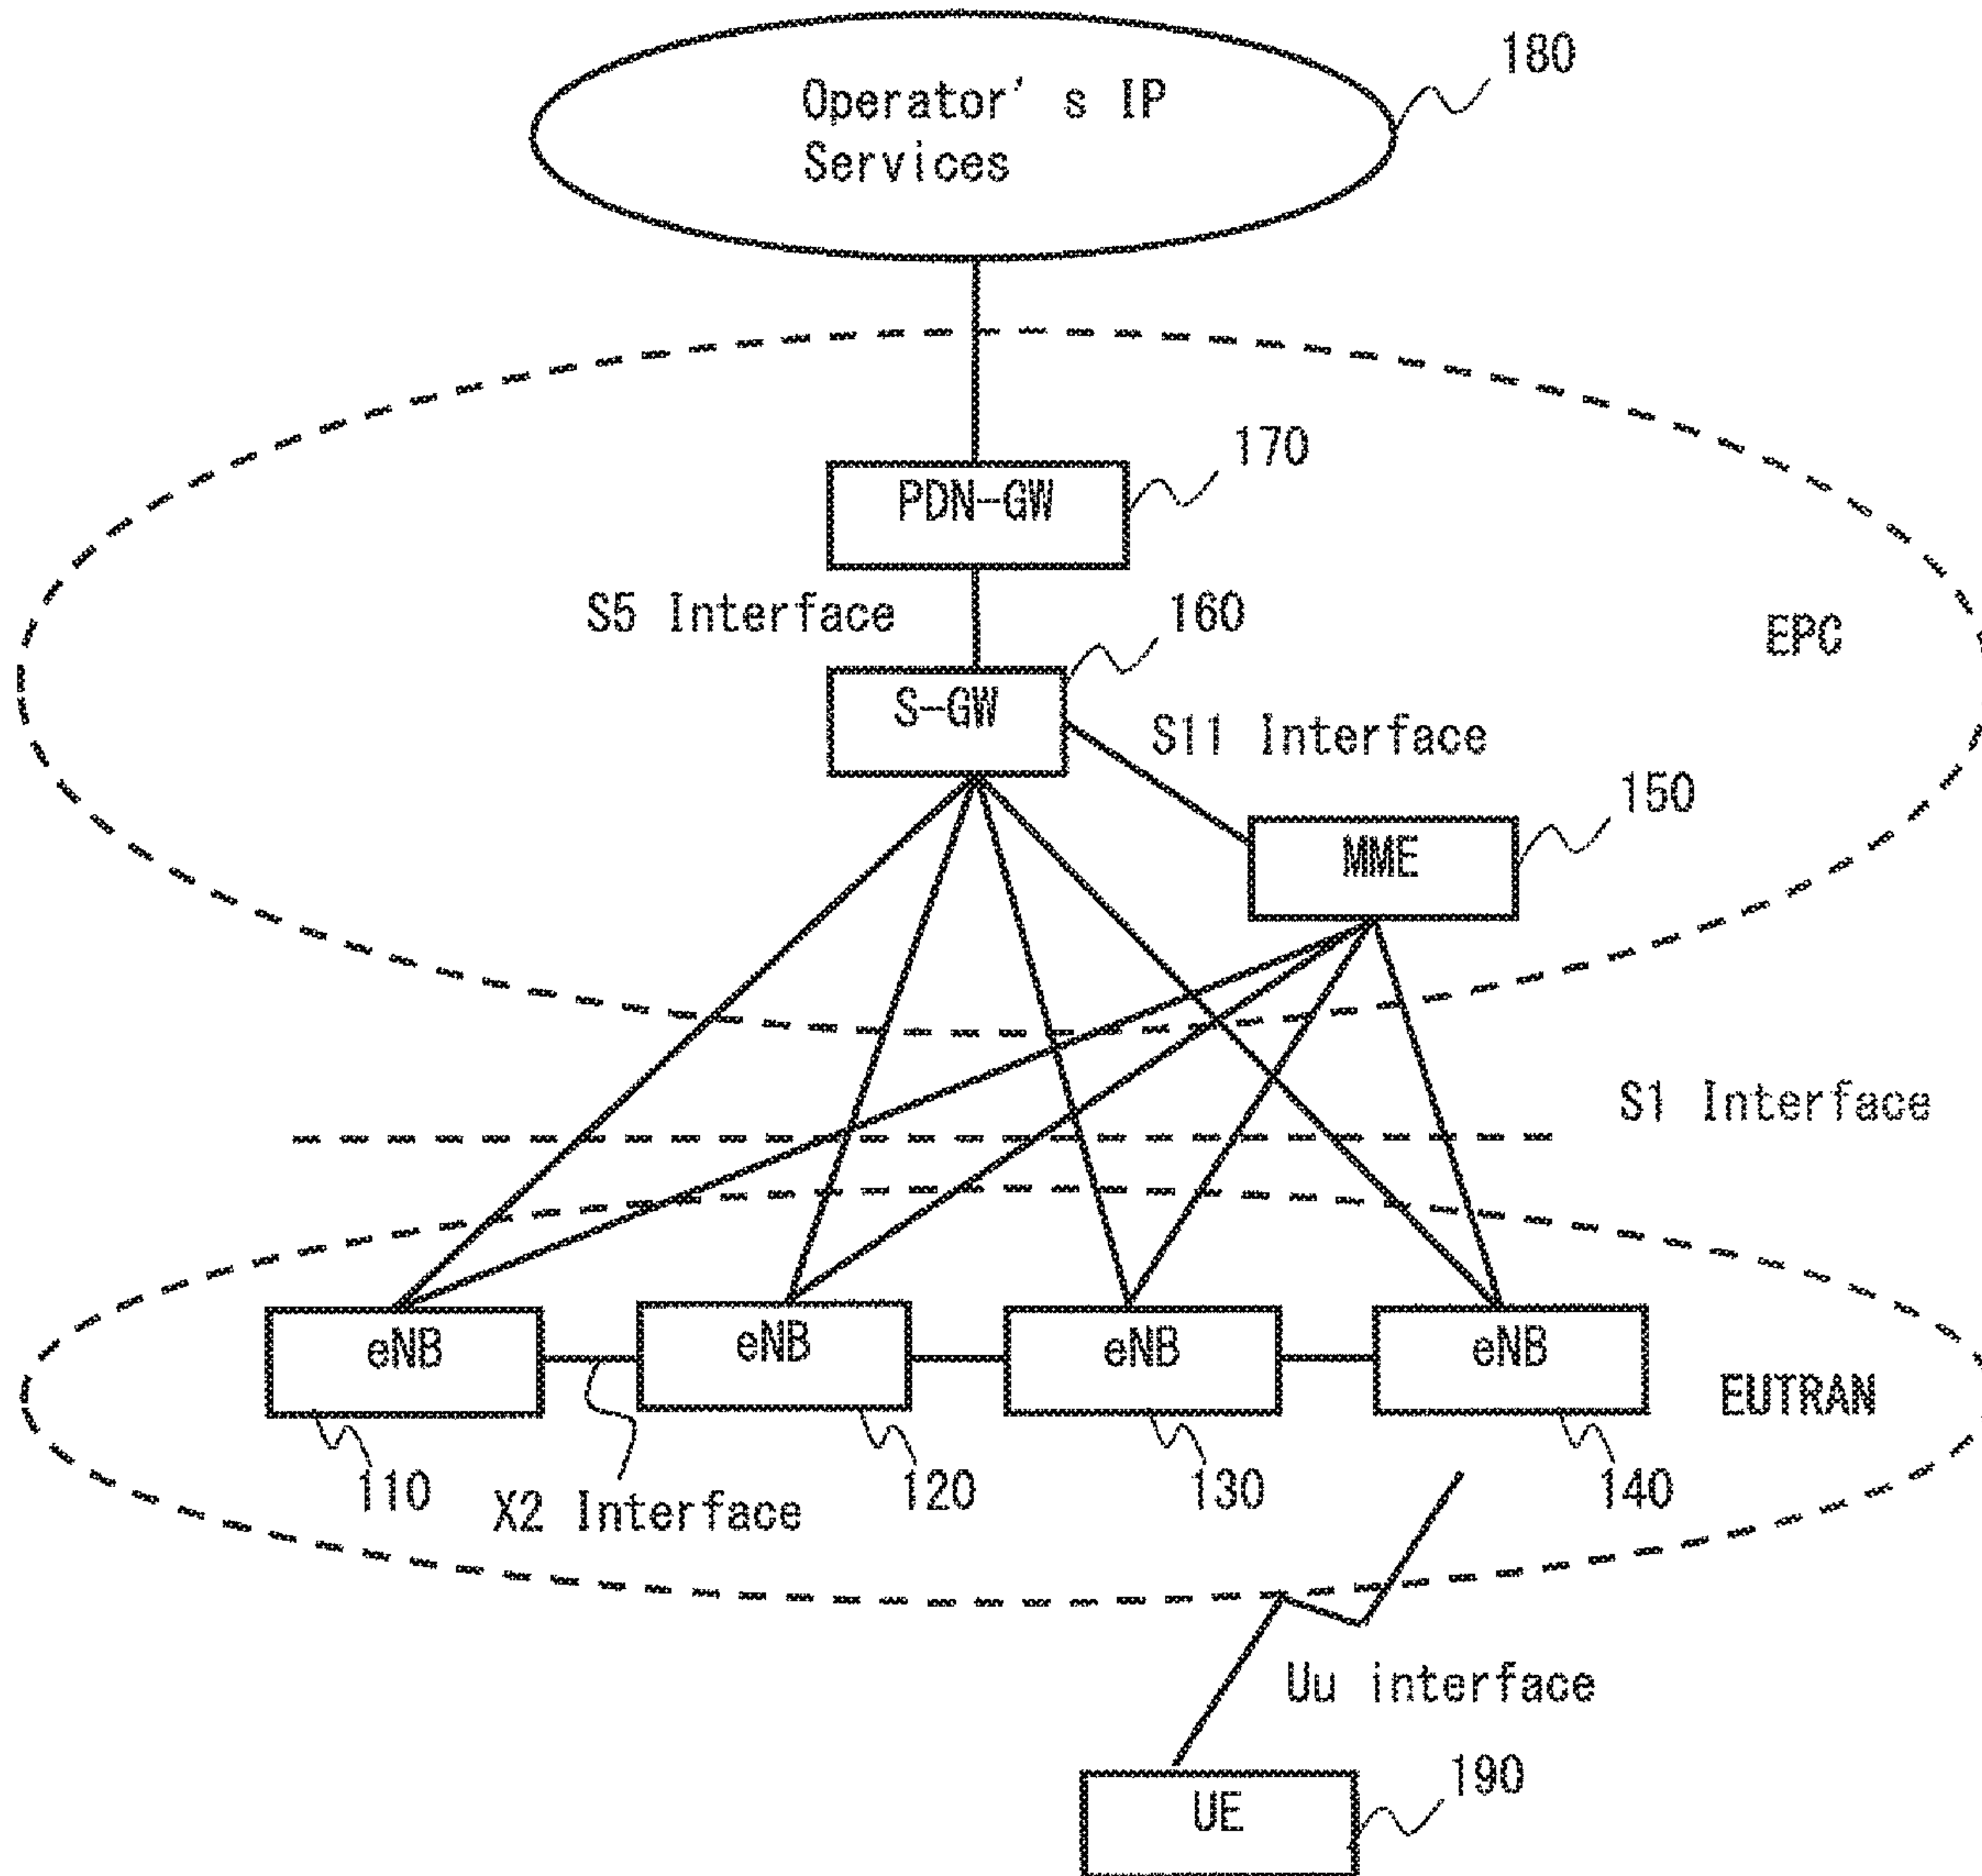 180
Operator's IP
Services
170
PDN-GW
S5 Interface
160
EPC
S-GW
S11 Interface
150
MME
S1 Interface
eNB
eNB
eNB
eNB
EUTRAN
110
X2 Interface
120
130
140
Uu interface
190
UE